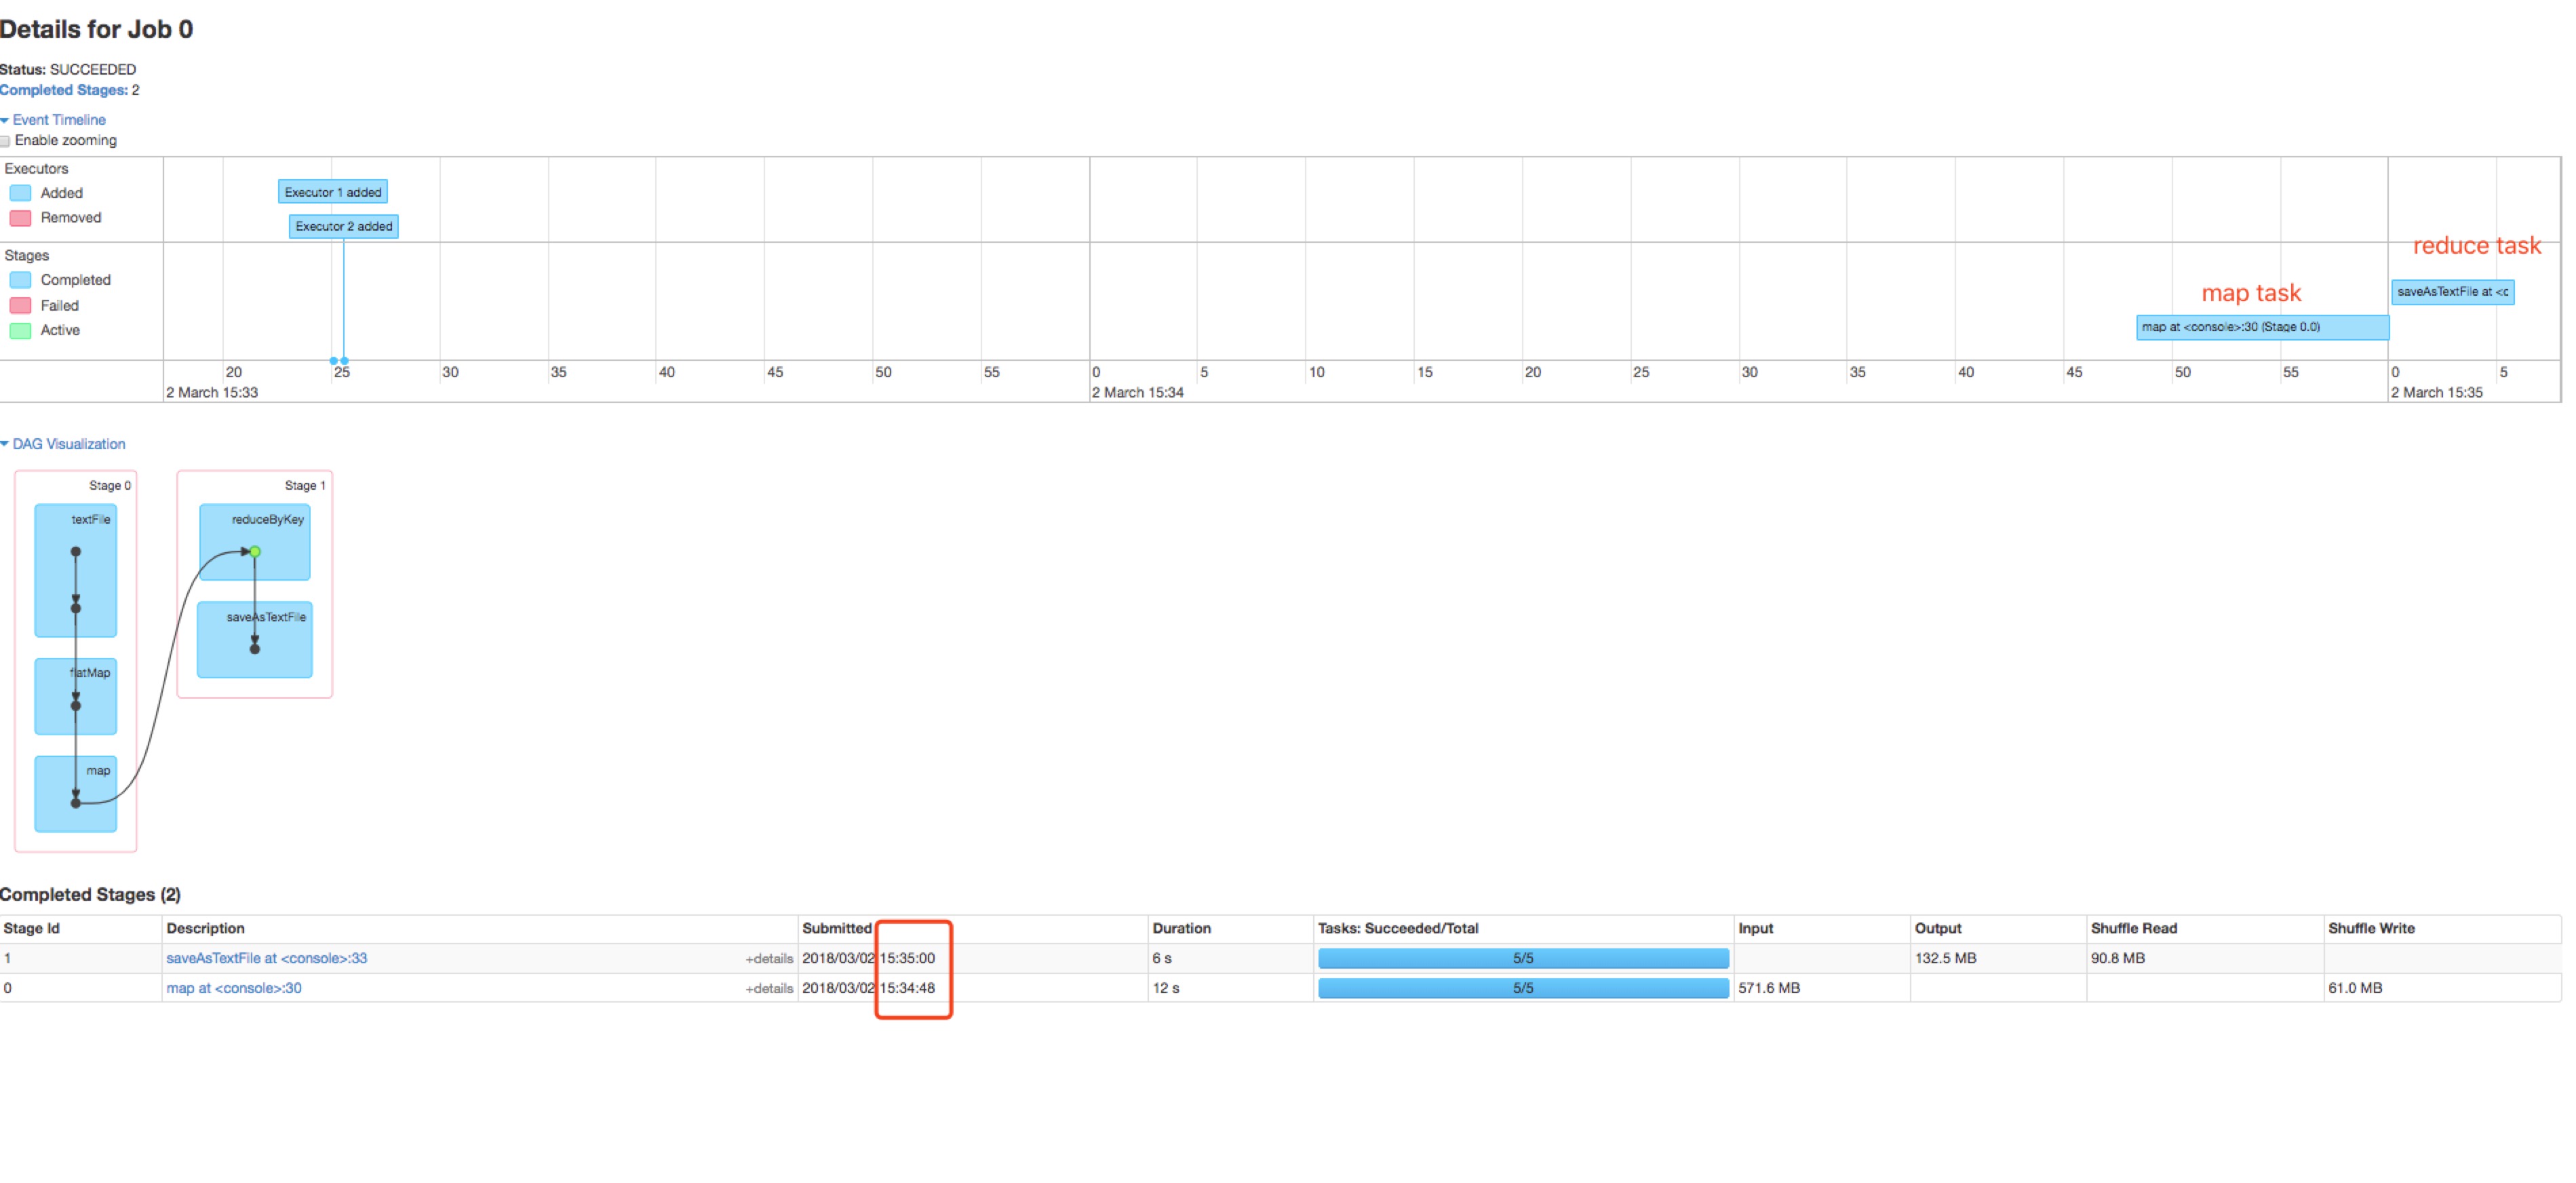 Details for Job 0
Status: SUCCEEDED
Completed Stages: 2
Event Timeline
Enable zooming
Executors
Added
Removed
Executor 1 added
Executor 2 added
Stages
Completed
Failed
Active
reduce task
map task
saveAsTextFile at <c
map at <console>:30 (Stage 0.0)
20 25 30 35 40 45 50 55 0 5 10 15 20 25 30 35 40 45 50 55 0 5
2 March 15:33 2 March 15:34 2 March 15:35
DAG Visualization
Stage 0
textFile
flatMap
map
Stage 1
reduceByKey
saveAsTextFile
Completed Stages (2)
Stage Id Description Submitted Duration Tasks: Succeeded/Total Input Output Shuffle Read Shuffle Write
1 saveAsTextFile at <console>:33 +details 2018/03/02 15:35:00 6 s 5/5 132.5 MB 90.8 MB
0 map at <console>:30 +details 2018/03/02 15:34:48 12 s 5/5 571.6 MB 61.0 MB